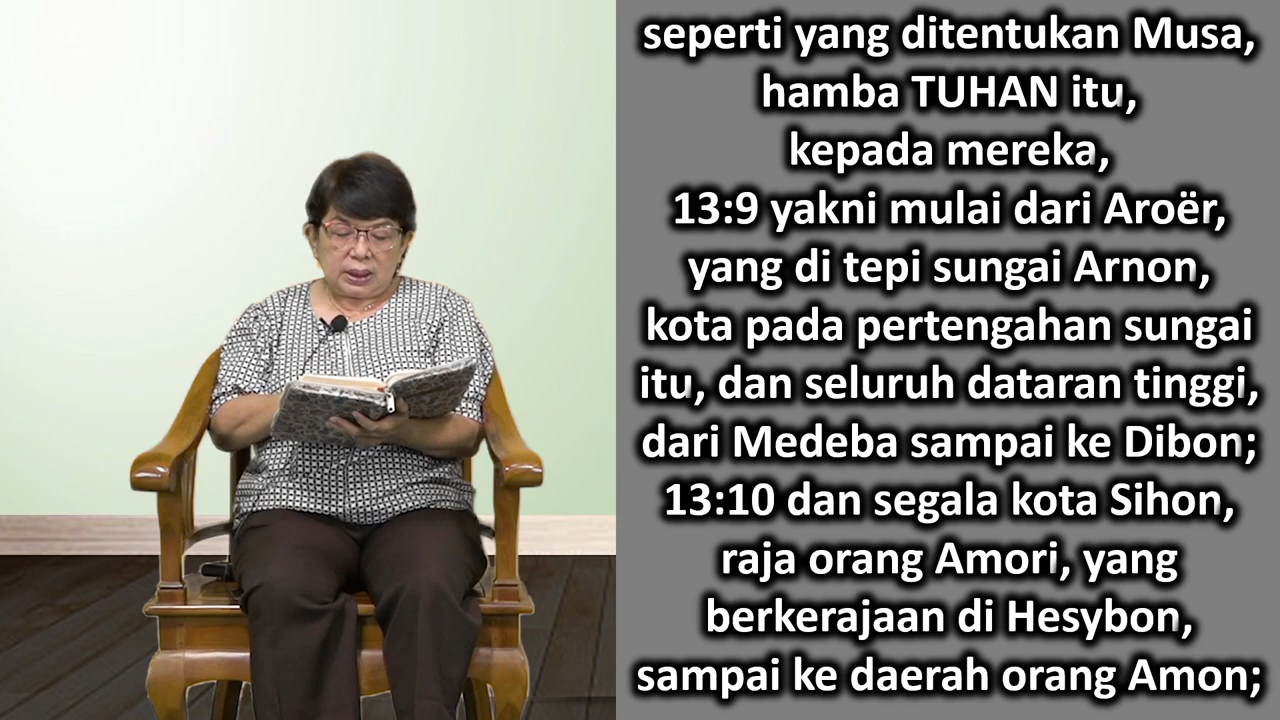 seperti yang ditentukan Musa,
hamba TUHAN itu,
kepada mereka,
13:9 yakni mulai dari Aroër,
yang di tepi sungai Arnon,
kota pada pertengahan sungai
itu, dan seluruh dataran tinggi,
dari Medeba sampai ke Dibon;
13:10 dan segala kota Sihon,
raja orang Amori, yang
berkerajaan di Hesybon,
sampai ke daerah orang Amon;